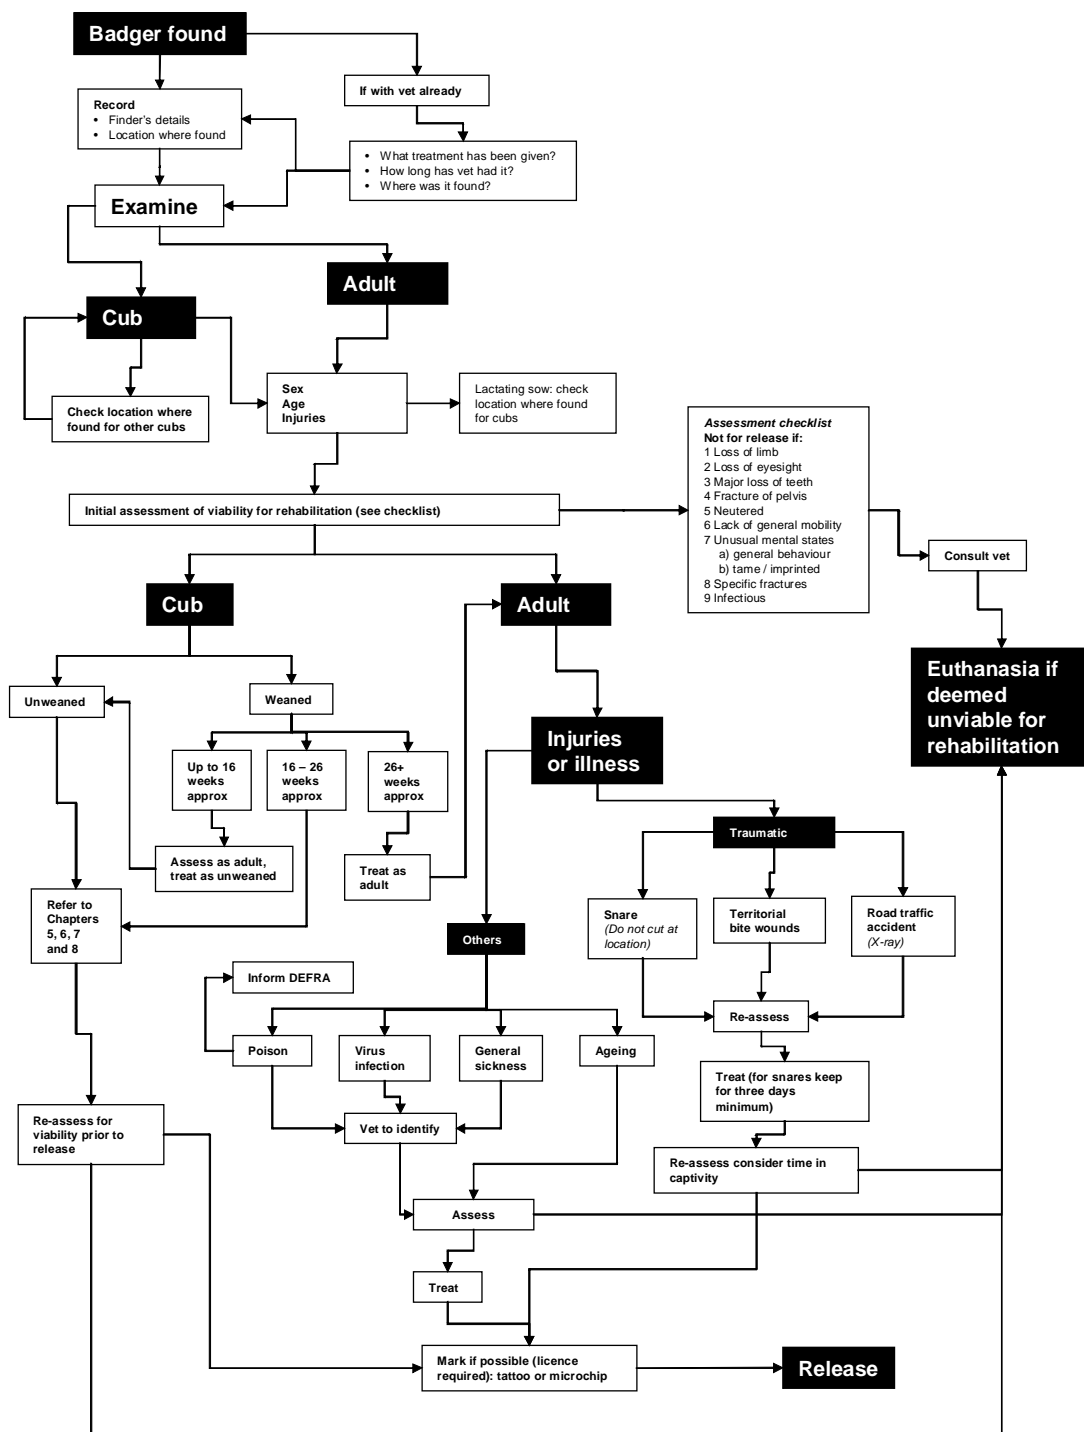 Badger found
If with vet already
Record
• Finder's details
• Location where found
• What treatment has been given?
• How long has vet had it?
• Where was it found?
Examine
Adult
Cub
Sex
Age
Injuries
Lactating sow: check
location where found
for cubs
Check location where
found for other cubs
Assessment checklist
Not for release if:
1 Loss of limb
2 Loss of eyesight
3 Major loss of teeth
4 Fracture of pelvis
5 Neutered
6 Lack of general mobility
7 Unusual mental states
a) general behaviour
b) tame / imprinted
8 Specific fractures
9 Infectious
Initial assessment of viability for rehabilitation (see checklist)
Consult vet
Cub
Adult
Euthanasia if
deemed
unviable for
rehabilitation
Unweaned
Weaned
Injuries
or illness
Up to 16
weeks
approx
16 – 26
weeks
approx
26+
weeks
approx
Traumatic
Assess as adult,
treat as unweaned
Treat as
adult
Refer to
Chapters
5, 6, 7
and 8
Snare
(Do not cut at
location)
Territorial
bite wounds
Road traffic
accident
(X-ray)
Others
Inform DEFRA
Re-assess
Poison
Virus
infection
General
sickness
Ageing
Treat (for snares keep
for three days
minimum)
Re-assess for
viability prior to
release
Vet to identify
Re-assess consider time in
captivity
Assess
Treat
Mark if possible (licence
required): tattoo or microchip
Release